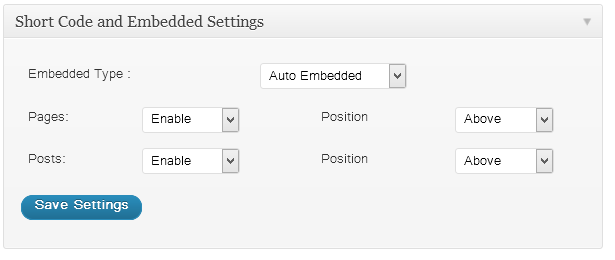 Short Code and Embedded Settings
Embedded Type : Auto Embedded
Pages: Enable Position Above
Posts: Enable Position Above
Save Settings